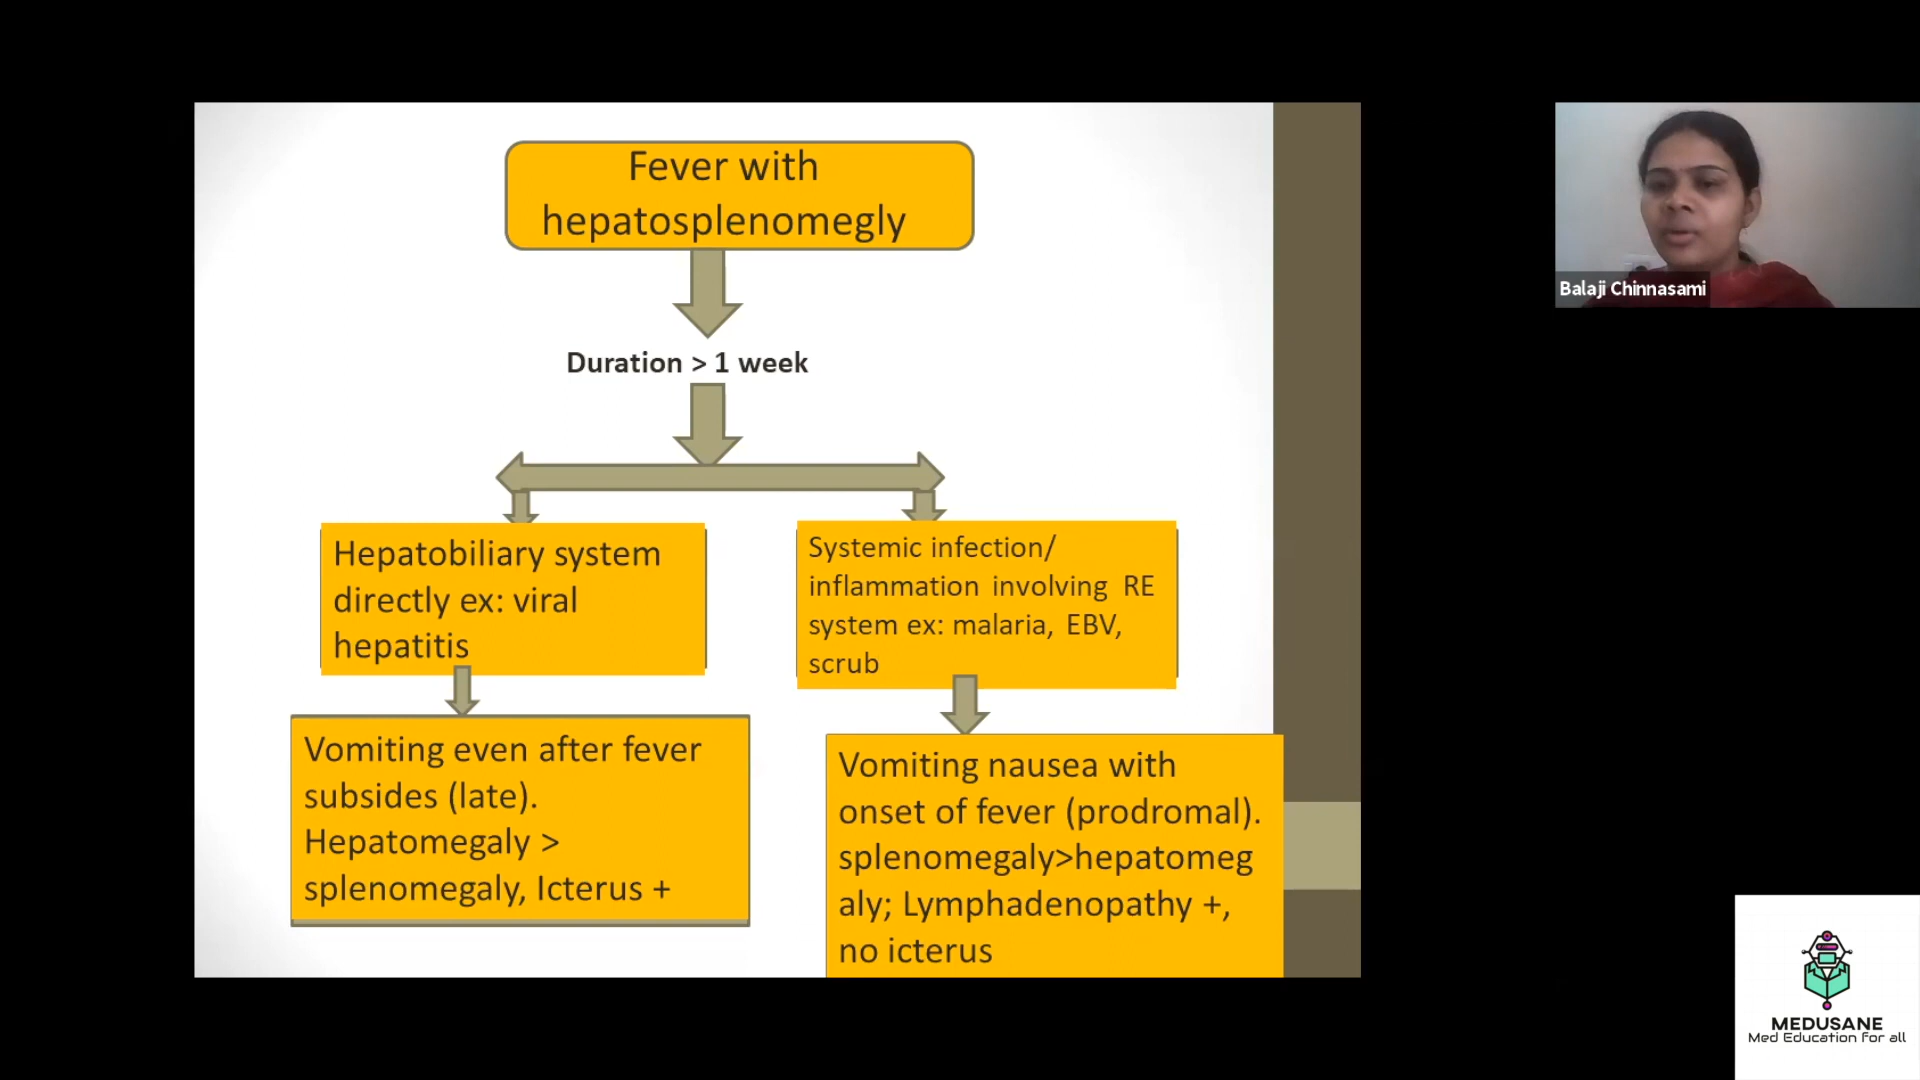 Fever with
hepatosplenomegly
Duration > 1 week
Hepatobiliary system
directly ex: viral
hepatitis
Systemic infection/
inflammation involving RE
system ex: malaria, EBV,
scrub
Vomiting even after fever
subsides (late).
Hepatomegaly >
splenomegaly, Icterus +
Vomiting nausea with
onset of fever (prodromal).
splenomegaly>hepatomeg
aly; Lymphadenopathy +,
no icterus
Balaji Chinnasami
MEDUSANE
Med Education for all